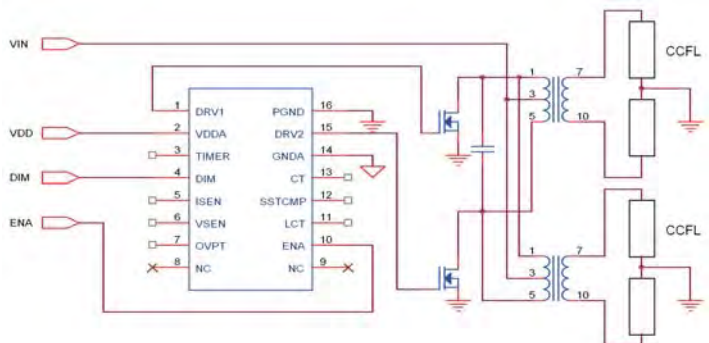 VIN
VDD
DIM
ENA
1 DRV1 PGND 16
2 VDDA DRV2 15
3 TIMER GNDA 14
4 DIM CT 13
5 ISEN SSTCMP 12
6 VSEN LCT 11
7 OVPT ENA 10
8 NC NC 9
1 7
3
5 10
CCFL
1 7
3
5 10
CCFL